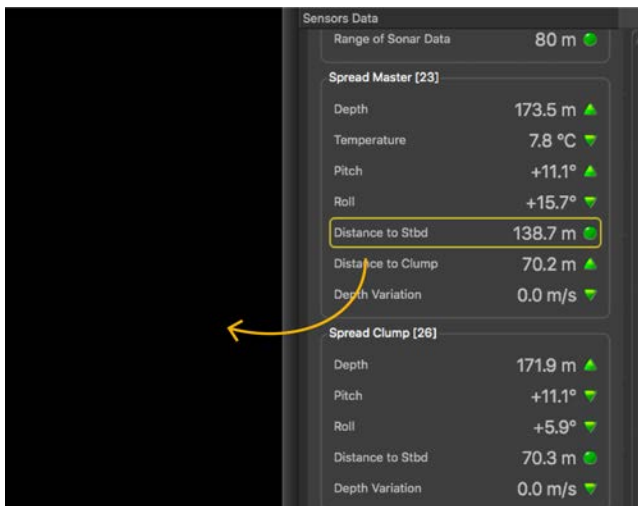 Sensors Data
Range of Sonar Data 80 m
Spread Master [23]
Depth 173.5 m
Temperature 7.8 °C
Pitch +11.1°
Roll +15.7°
Distance to Stbd 138.7 m
Distance to Clump 70.2 m
Depth Variation 0.0 m/s
Spread Clump [26]
Depth 171.9 m
Pitch +11.1°
Roll +5.9°
Distance to Stbd 70.3 m
Depth Variation 0.0 m/s